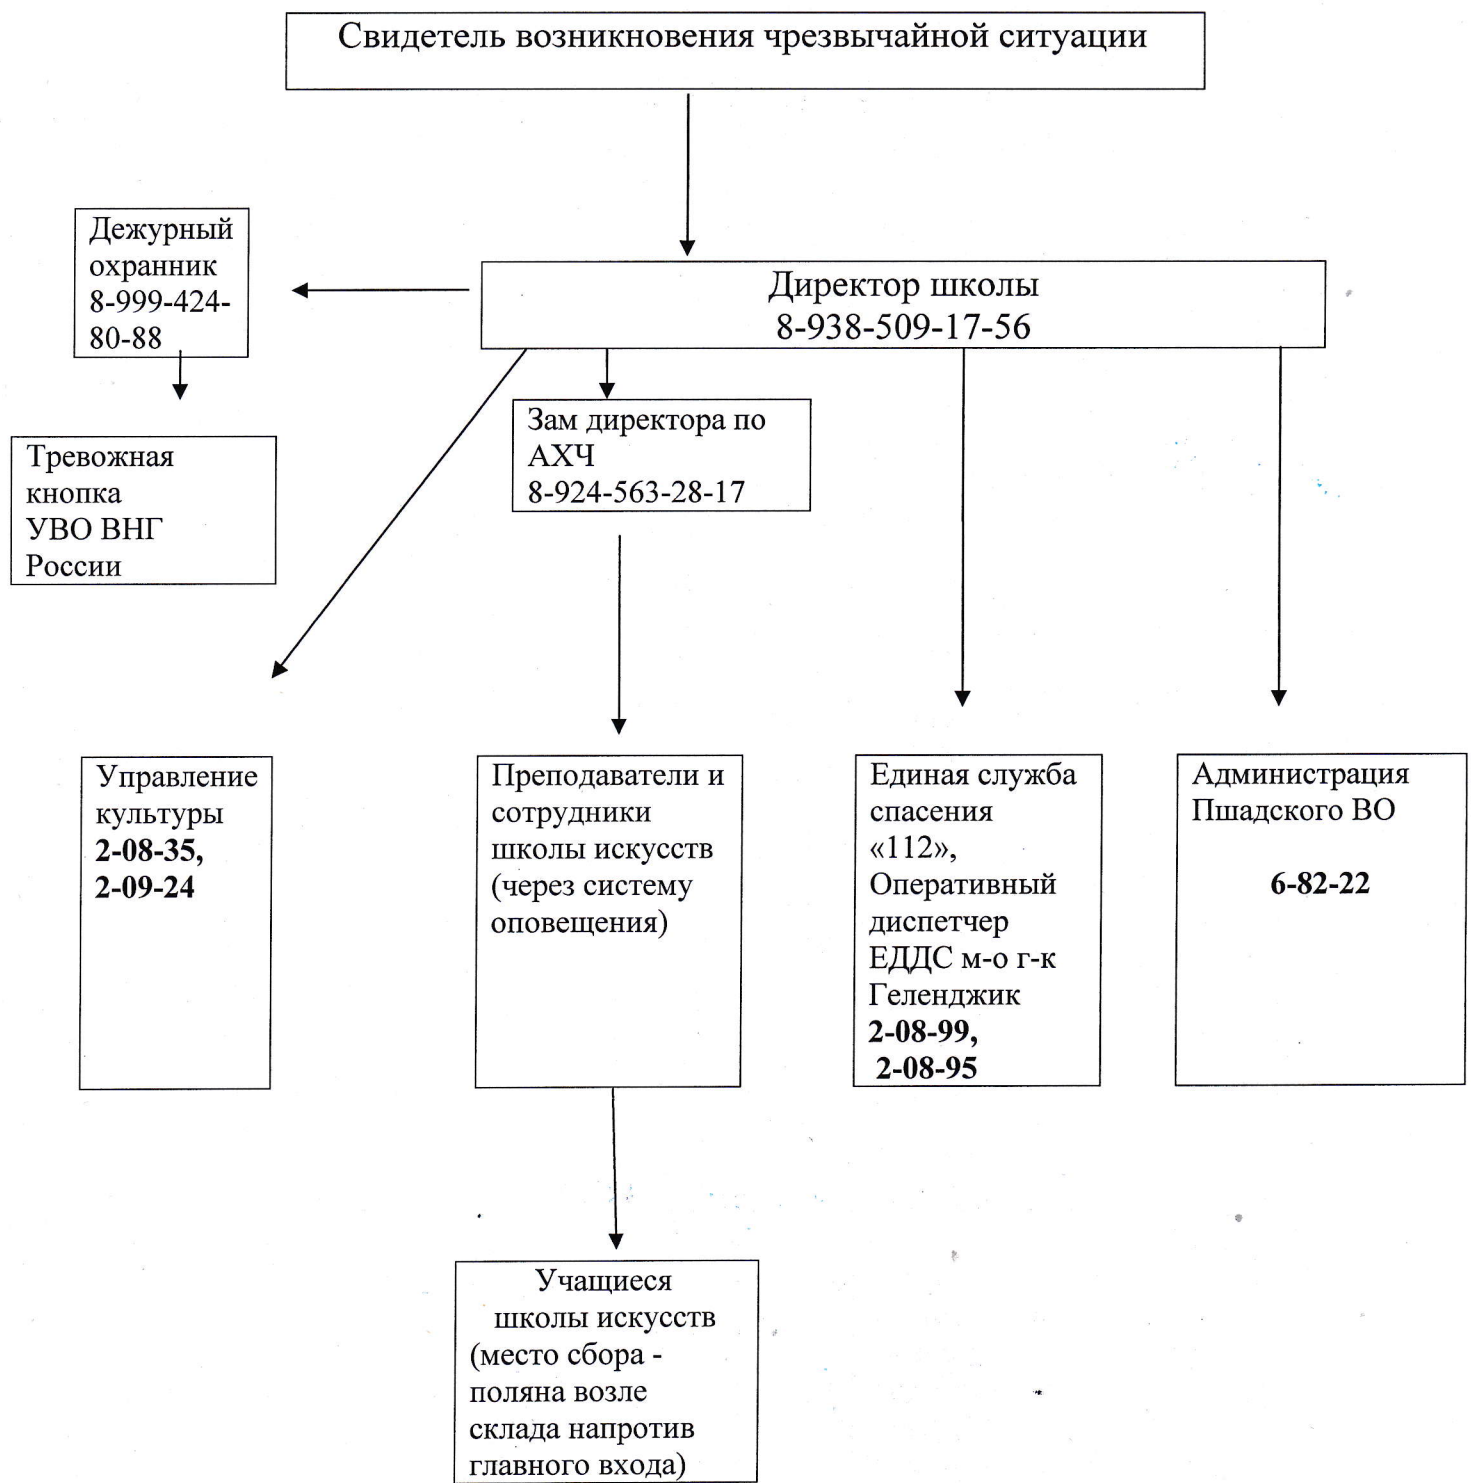 Свидетель возникновения чрезвычайной ситуации
Дежурный
охранник
8-999-424-
80-88
Директор школы
8-938-509-17-56
Тревожная
кнопка
УВО ВНГ
России
Зам директора по
АХЧ
8-924-563-28-17
Управление
культуры
2-08-35,
2-09-24
Преподаватели и
сотрудники
школы искусств
(через систему
оповещения)
Единая служба
спасения
«112»,
Оперативный
диспетчер
ЕДДС м-о г-к
Геленджик
2-08-99,
2-08-95
Администрация
Пшадского ВО
6-82-22
Учащиеся
школы искусств
(место сбора -
поляна возле
склада напротив
главного входа)